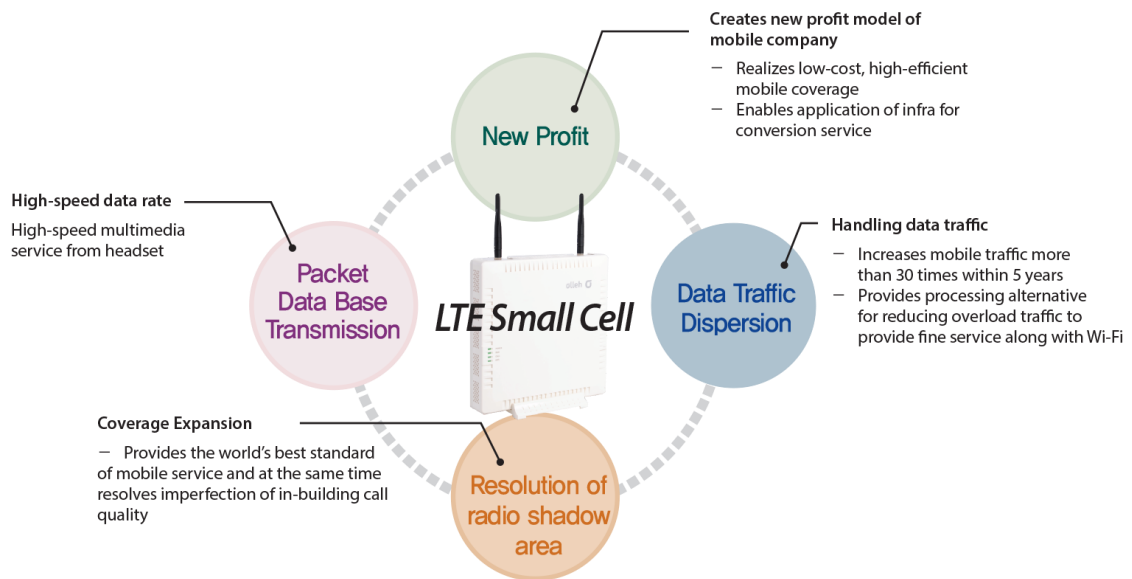 Creates new profit model of
mobile company
– Realizes low-cost, high-efficient
mobile coverage
– Enables application of infra for
conversion service
New Profit
High-speed data rate
High-speed multimedia
service from headset
Packet
Data Base
Transmission
LTE Small Cell
Data Traffic
Dispersion
Handling data traffic
– Increases mobile traffic more
than 30 times within 5 years
– Provides processing alternative
for reducing overload traffic to
provide fine service along with Wi-Fi
Coverage Expansion
– Provides the world’s best standard
of mobile service and at the same time
resolves imperfection of in-building call
quality
Resolution of
radio shadow
area